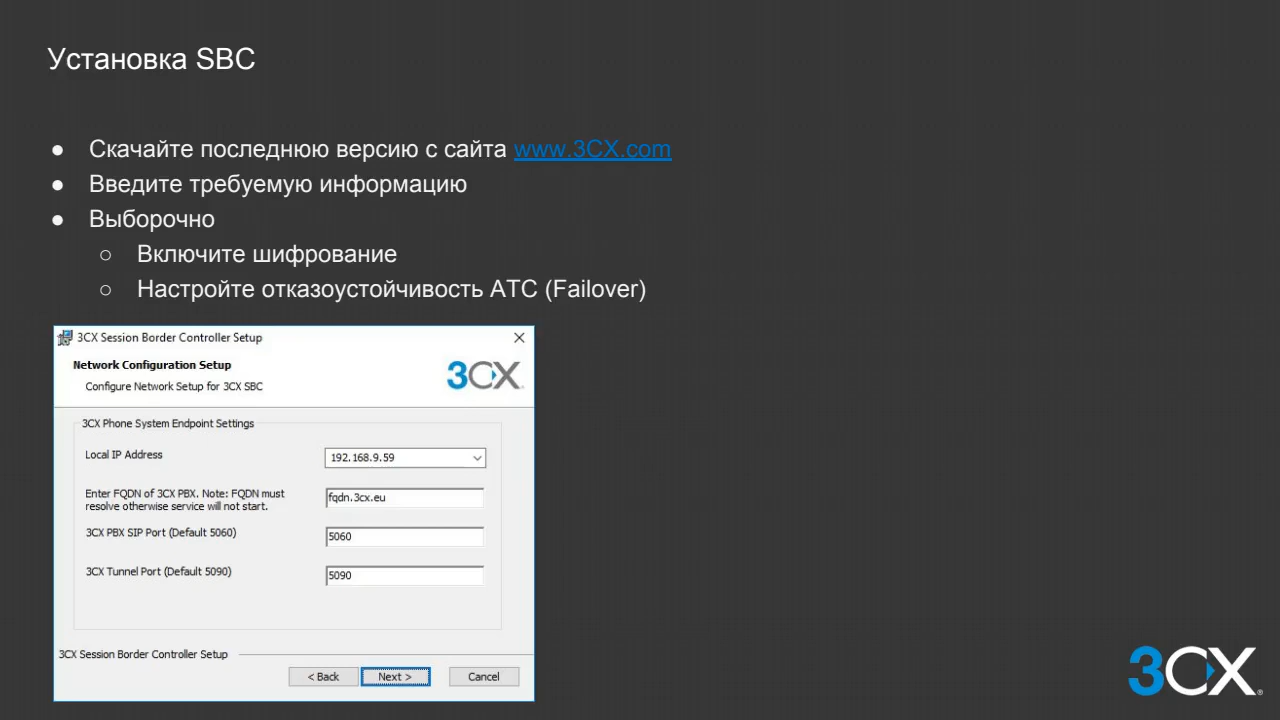 Установка SBC
● Скачайте последнюю версию с сайта www.3CX.com
● Введите требуемую информацию
● Выборочно
○ Включите шифрование
○ Настройте отказоустойчивость АТС (Failover)
3CX Session Border Controller Setup
Network Configuration Setup
Configure Network Setup for 3CX SBC
3CX
3CX Phone System Endpoint Settings
Local IP Address
192.168.9.59
Enter FQDN of 3CX PBX. Note: FQDN must
resolve otherwise service will not start.
fqdn.3cx.eu
3CX PBX SIP Port (Default 5060)
5060
3CX Tunnel Port (Default 5090)
5090
3CX Session Border Controller Setup
< Back
Next >
Cancel
3CX®